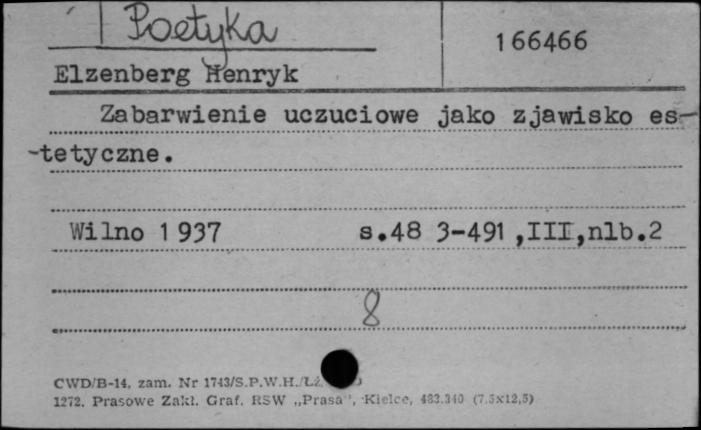 Poetyka
166466
Elzenberg Henryk
Zabarwienie uczuciowe jako zjawisko es-
-tetyczne.
Wilno 1937 s.483-491,III,nlb.2
8
CWD/B-14, zam. Nr 1743/S.P.W.H./Łż.
1272. Prasowe Zakł. Graf. RSW „Prasa", Kielce, 483.340 (7,5x12,5)